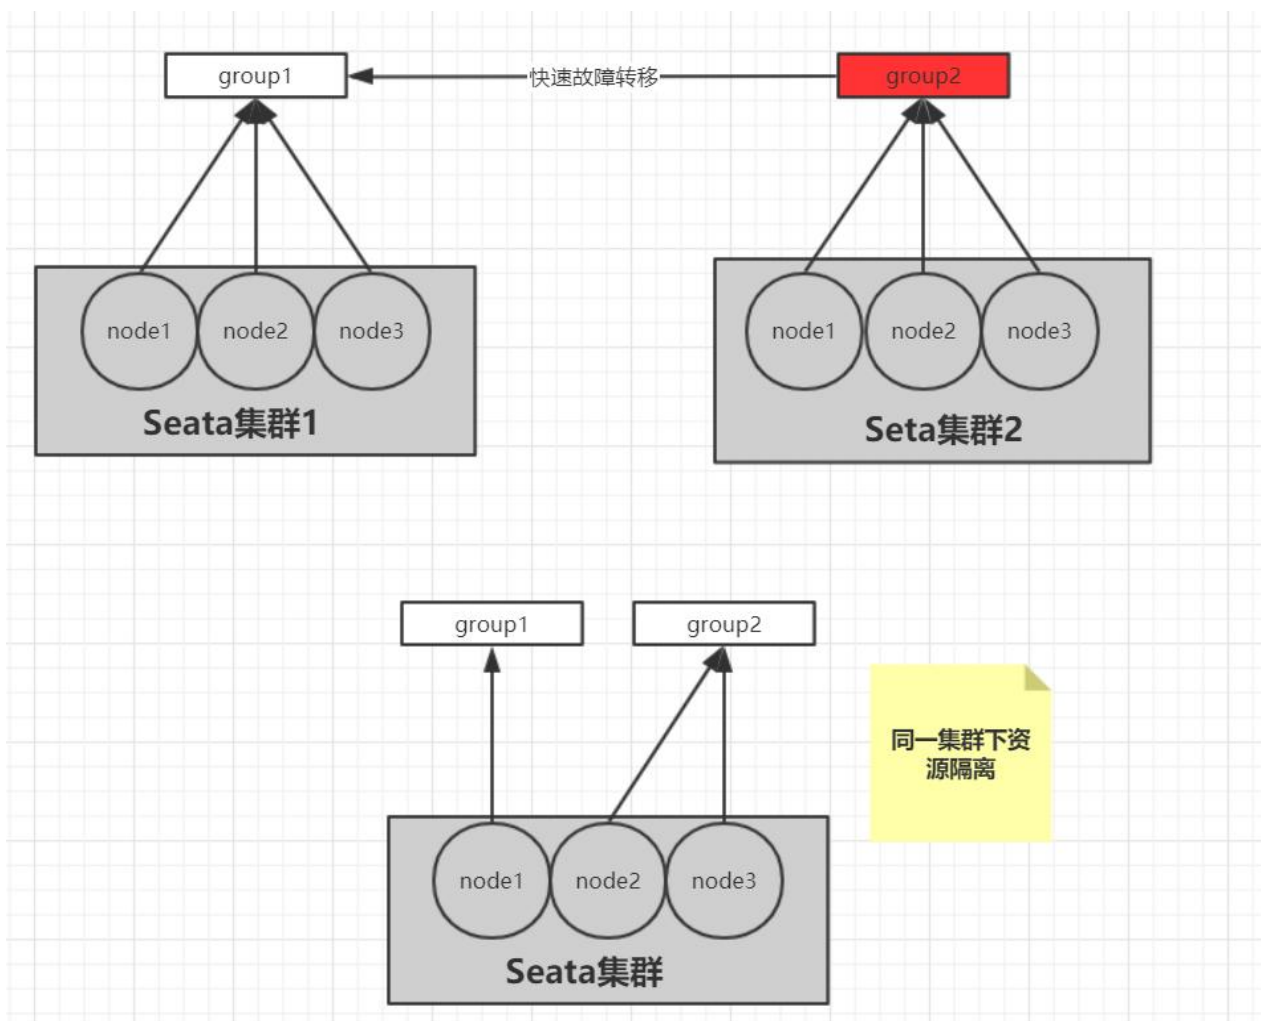 group1
快速故障转移
group2
node1
node2
node3
Seata集群1
node1
node2
node3
Seta集群2
group1
group2
同一集群下资
源隔离
node1
node2
node3
Seata集群